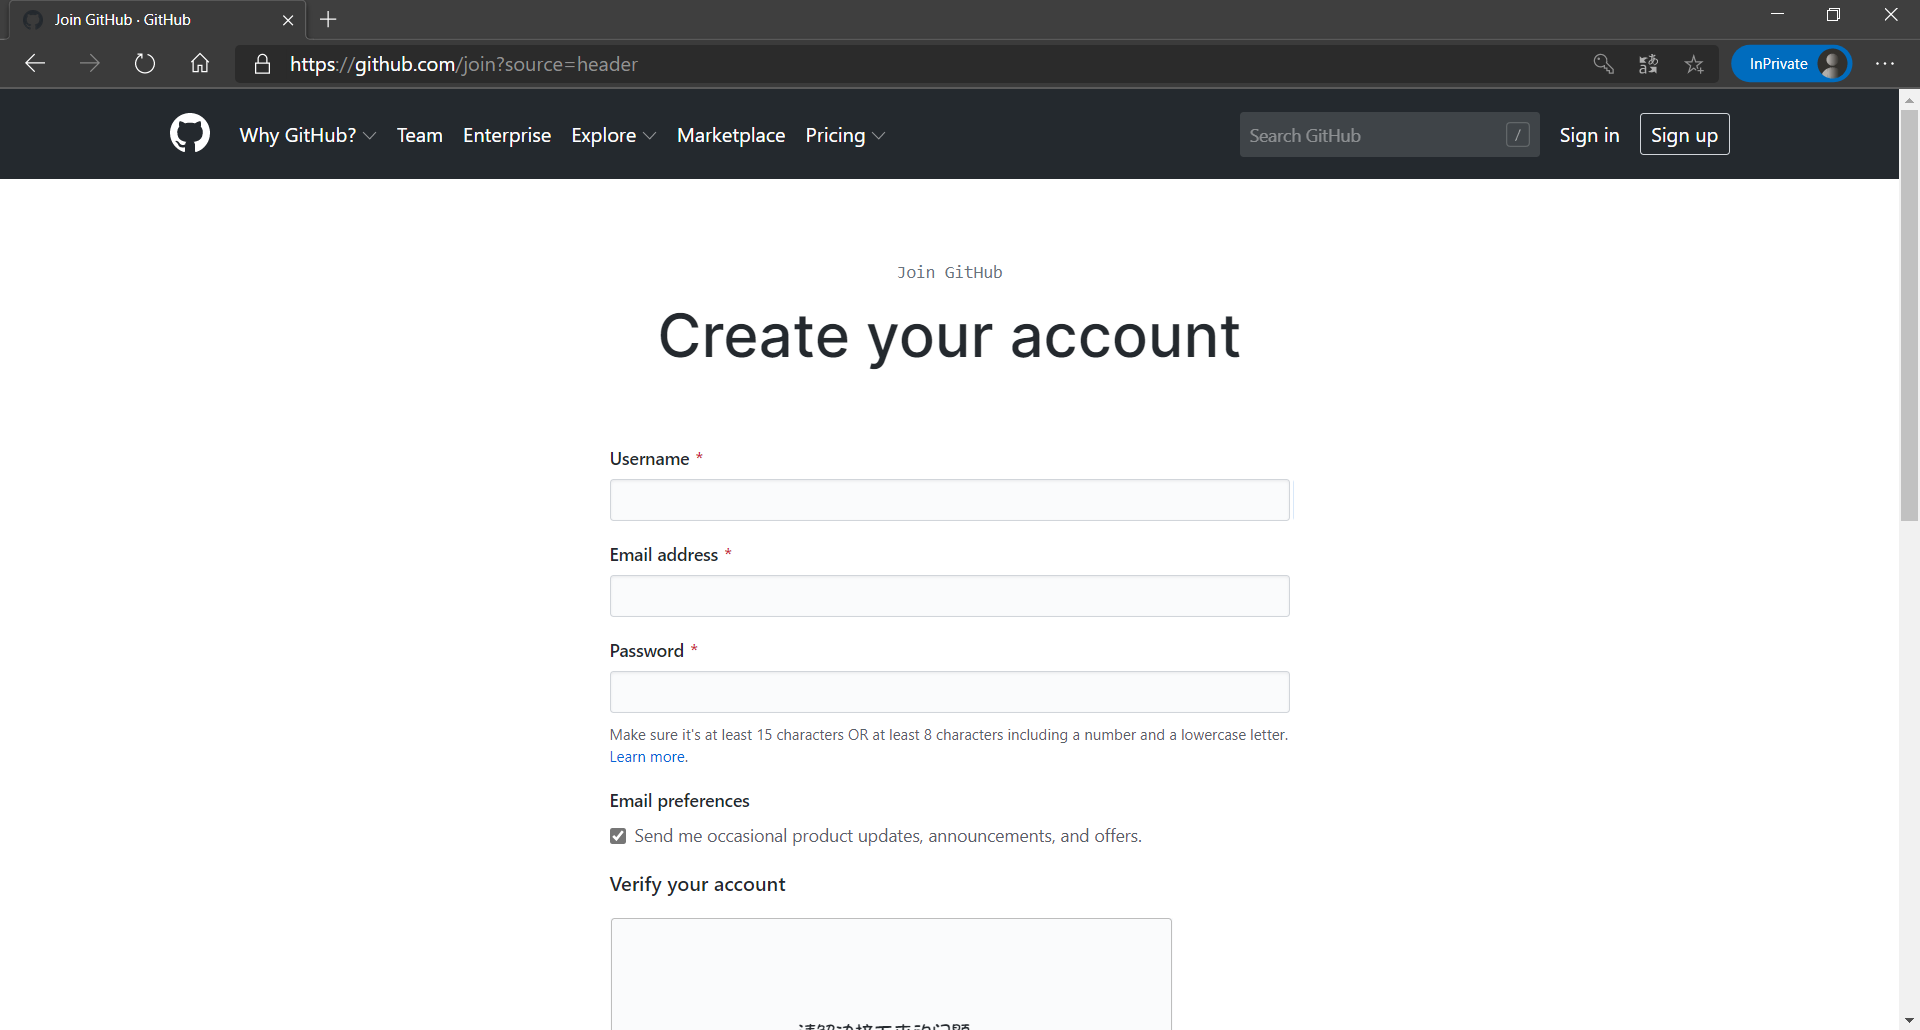 Join GitHub · GitHub
https://github.com/join?source=header
InPrivate
Why GitHub? Team Enterprise Explore Marketplace Pricing
Search GitHub /
Sign in
Sign up
Join GitHub
Create your account
Username *
Email address *
Password *
Make sure it's at least 15 characters OR at least 8 characters including a number and a lowercase letter.
Learn more.
Email preferences
Send me occasional product updates, announcements, and offers.
Verify your account